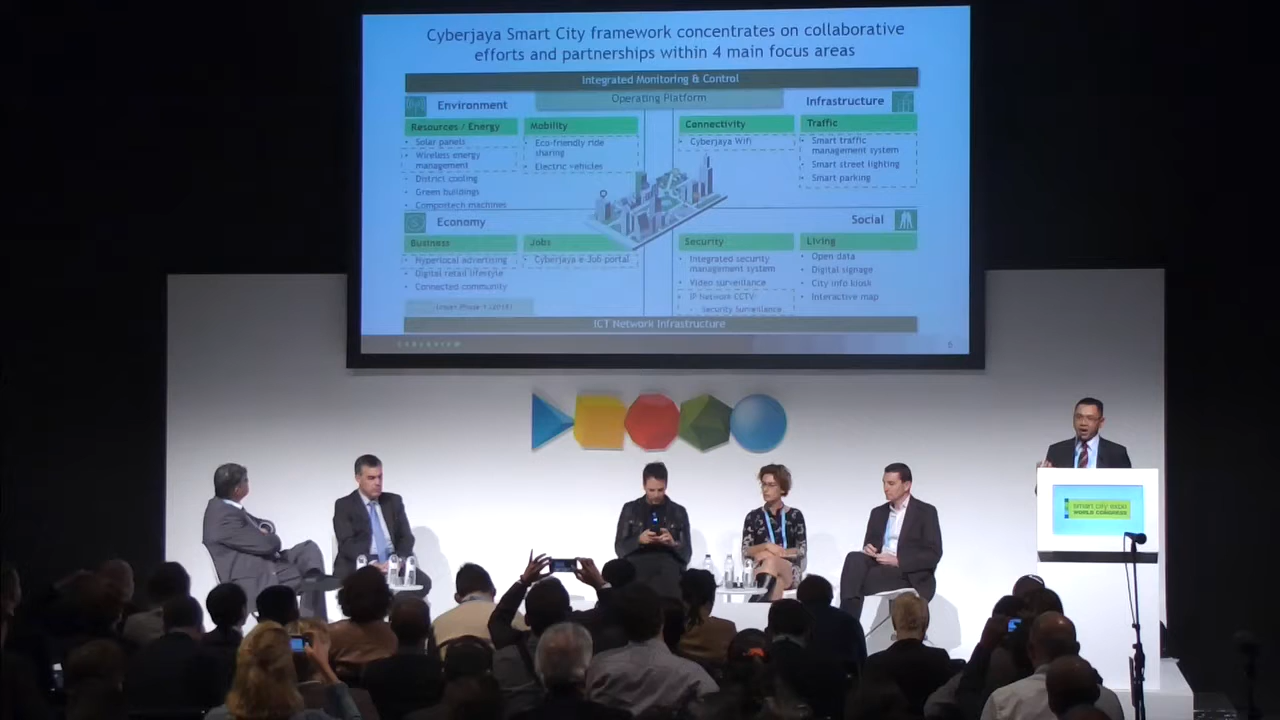 Cyberjaya Smart City framework concentrates on collaborative
efforts and partnerships within 4 main focus areas
Integrated Monitoring & Control
Operating Platform
Environment
Resources / Energy
• Solar panels
• Wireless energy
management
• District cooling
• Green buildings
• Compostech machines
Mobility
• Eco-friendly ride
sharing
• Electric vehicles
Infrastructure
Connectivity
• Cyberjaya Wifi
Traffic
• Smart traffic
management system
• Smart street lighting
• Smart parking
Economy
Business
• Hyperlocal advertising
• Digital retail lifestyle
• Connected community
Jobs
• Cyberjaya e-Job portal
Social
Security
• Integrated security
management system
• Video surveillance
• IP Network CCTV
- Security Surveillance
Living
• Open data
• Digital signage
• City info kiosk
• Interactive map
ICT Network Infrastructure
smart city expo
WORLD CONGRESS